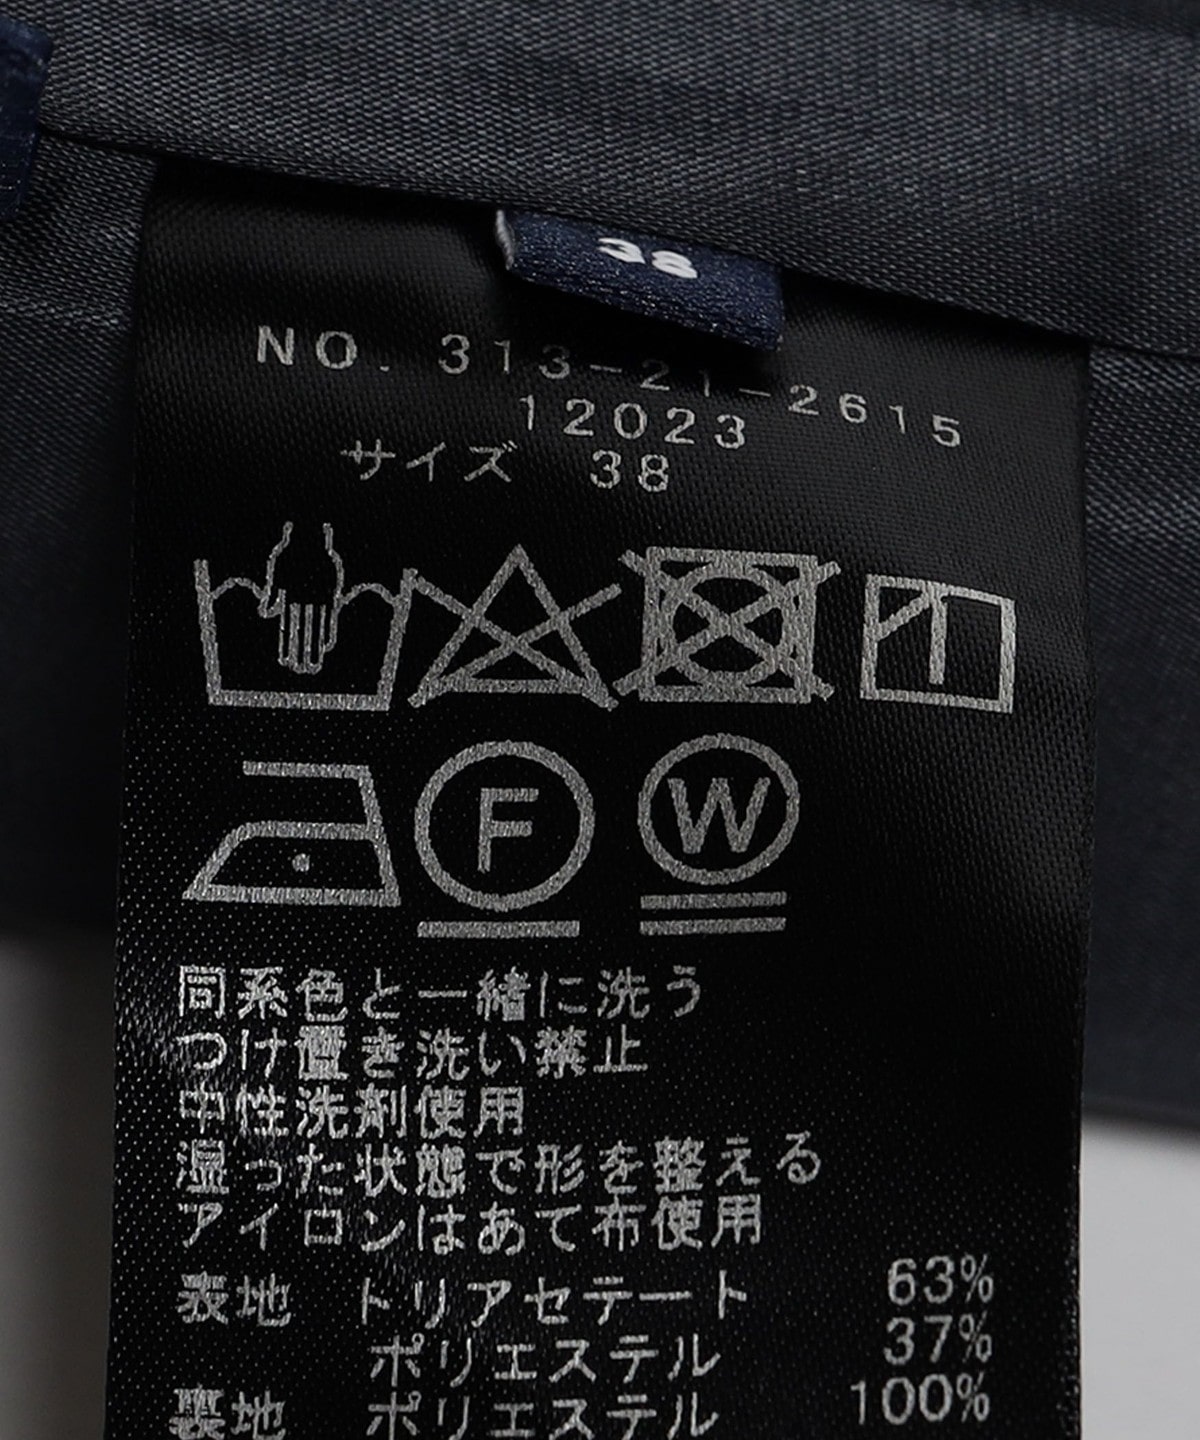 38
NO. 313-21-2615
12023
サイズ 38
F W
同系色と一緒に洗う
つけ置き洗い禁止
中性洗剤使用
湿った状態で形を整える
アイロンはあて布使用
表地 トリアセテート 63%
ポリエステル 37%
裏地 ポリエステル 100%